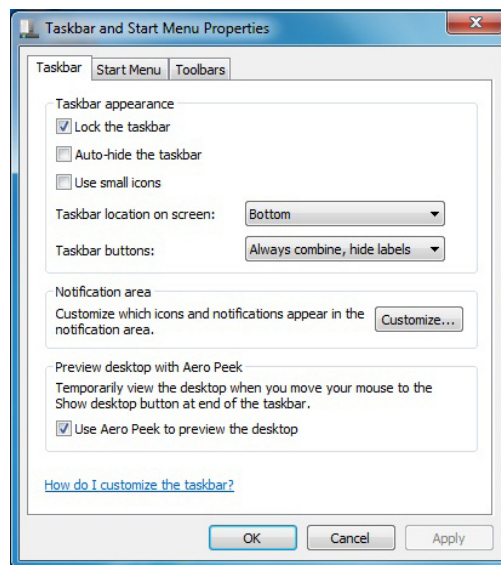 Taskbar and Start Menu Properties
Taskbar
Start Menu
Toolbars
Taskbar appearance
Lock the taskbar
Auto-hide the taskbar
Use small icons
Taskbar location on screen:
Bottom
Taskbar buttons:
Always combine, hide labels
Notification area
Customize which icons and notifications appear in the
notification area.
Customize...
Preview desktop with Aero Peek
Temporarily view the desktop when you move your mouse to the
Show desktop button at end of the taskbar.
Use Aero Peek to preview the desktop
How do I customize the taskbar?
OK
Cancel
Apply